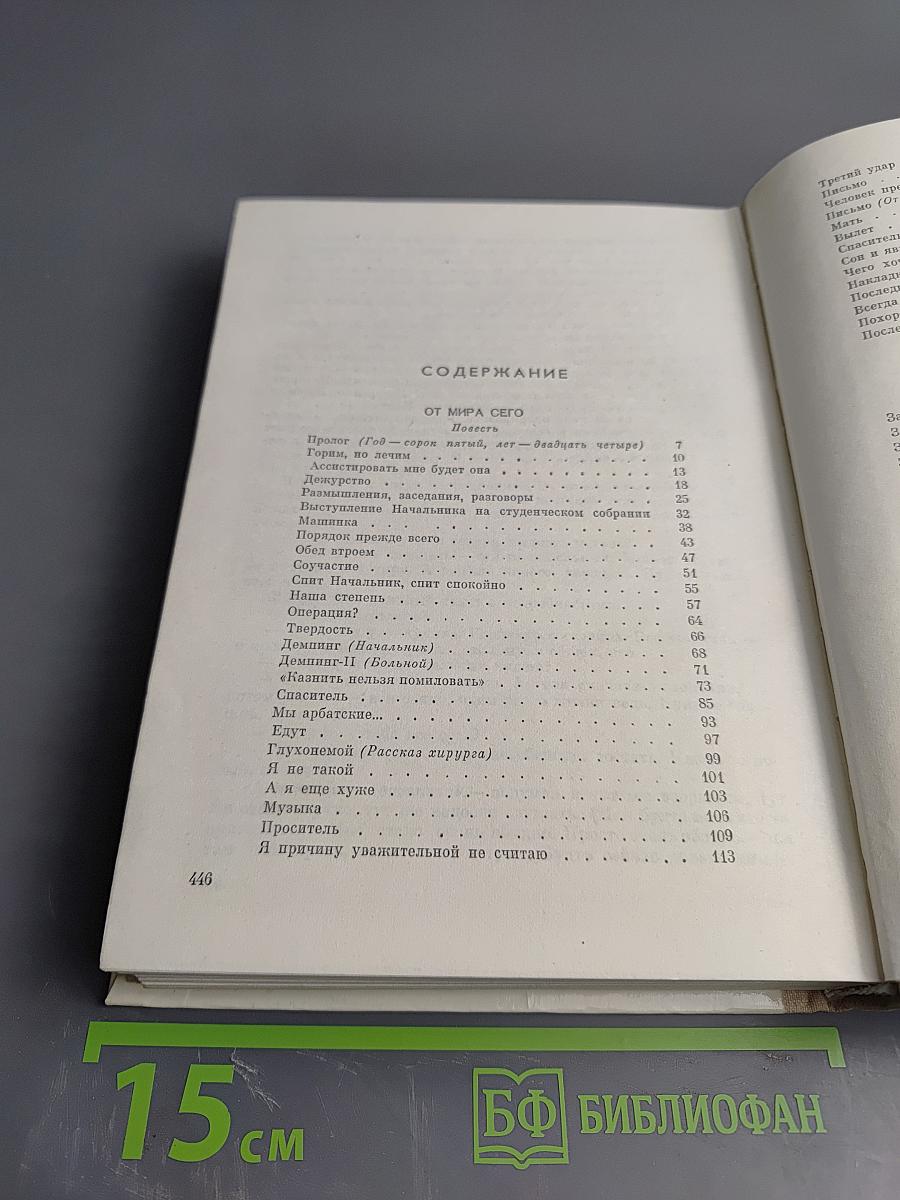 СОДЕРЖАНИЕ
ОТ МИРА СЕГО
Повесть
Пролог (Год — сорок пятый, лет — двадцать четыре) 7
Горим, но лечим . . . . . . . . . . . . . . 10
Ассистировать мне будет она . . . . . . . . . 13
Дежурство . . . . . . . . . . . . . . . 18
Размышления, заседания, разговоры . . . . . . 25
Выступление Начальника на студенческом собрании 32
Машинка . . . . . . . . . . . . . . . . 38
Порядок прежде всего . . . . . . . . . . . 43
Обед втроем . . . . . . . . . . . . . . 47
Соучастие . . . . . . . . . . . . . . . 51
Спит Начальник, спит спокойно . . . . . . . 55
Наша степень . . . . . . . . . . . . . . 57
Операция? . . . . . . . . . . . . . . . 64
Твердость . . . . . . . . . . . . . . . 66
Демпинг (Начальник) . . . . . . . . . . . 68
Демпинг-II (Больной) . . . . . . . . . . . 71
«Казнить нельзя помиловать» . . . . . . . . 73
Спаситель . . . . . . . . . . . . . . . 85
Мы арбатские... . . . . . . . . . . . . . 93
Едут . . . . . . . . . . . . . . . . . 97
Глухонемой (Рассказ хирурга) . . . . . . . . 99
Я не такой . . . . . . . . . . . . . . . 101
А я еще хуже . . . . . . . . . . . . . . 103
Музыка . . . . . . . . . . . . . . . . 106
Проситель . . . . . . . . . . . . . . . 109
Я причину уважительной не считаю . . . . . . 113
446
Третий удар
Письмо . .
Человек
Письмо
Мать . .
Вылет .
Сон и
Чего
Всегда
15 см
БФ БИБЛИОФАН